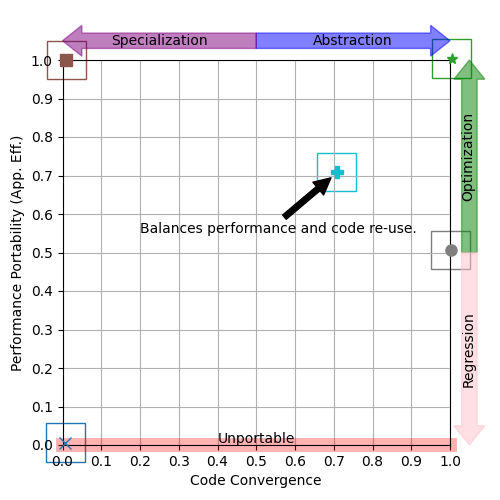 Specialization
Abstraction
1.0
0.9
0.8
0.7
0.6
0.5
0.4
0.3
0.2
0.1
0.0
Performance Portability (App. Eff.)
Balances performance and code re-use.
Optimization
Regression
Unportable
0.0 0.1 0.2 0.3 0.4 0.5 0.6 0.7 0.8 0.9 1.0
Code Convergence